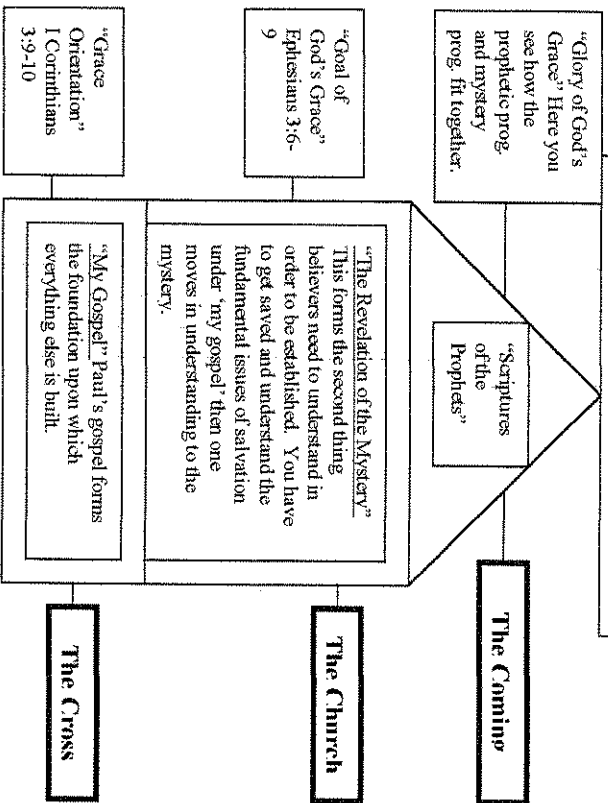 “Glory of God’s
Grace” Here you
see how the
prophetic prog.
and mystery
prog. fit together.
“Scriptures
of the
Prophets”
The Coming
“Goal of
God’s Grace”
Ephesians 3:6-
9
“The Revelation of the Mystery”
This forms the second thing
believers need to understand in
order to be established. You have
to get saved and understand the
fundamental issues of salvation
under ‘my gospel’ then one
moves in understanding to the
mystery.
The Church
“Grace
Orientation”
I Corinthians
3:9-10
“My Gospel” Paul’s gospel forms
the foundation upon which
everything else is built.
The Cross